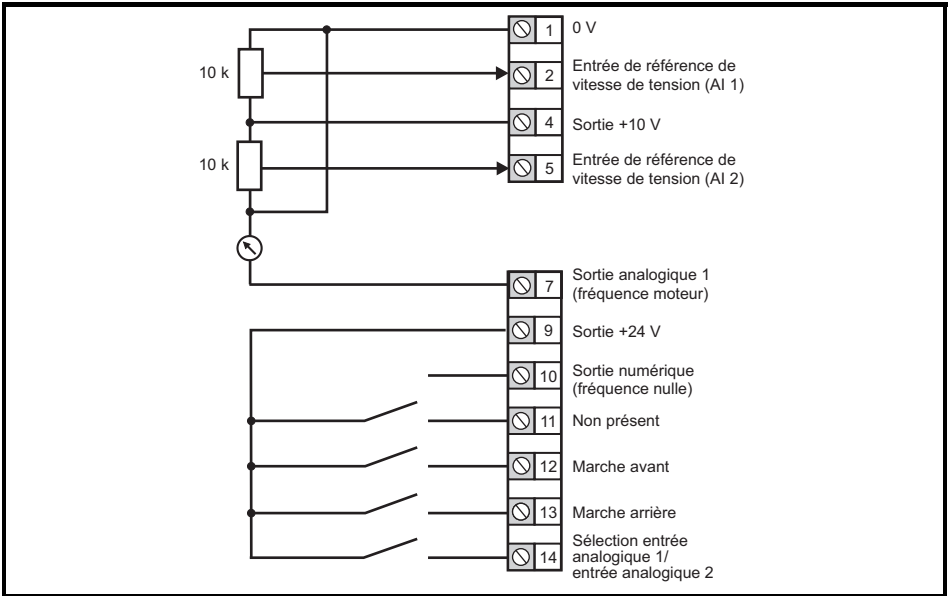 1 0 V
10 k
2 Entrée de référence de
vitesse de tension (AI 1)
4 Sortie +10 V
10 k
5 Entrée de référence de
vitesse de tension (AI 2)
7 Sortie analogique 1
(fréquence moteur)
9 Sortie +24 V
10 Sortie numérique
(fréquence nulle)
11 Non présent
12 Marche avant
13 Marche arrière
14 Sélection entrée
analogique 1/
entrée analogique 2